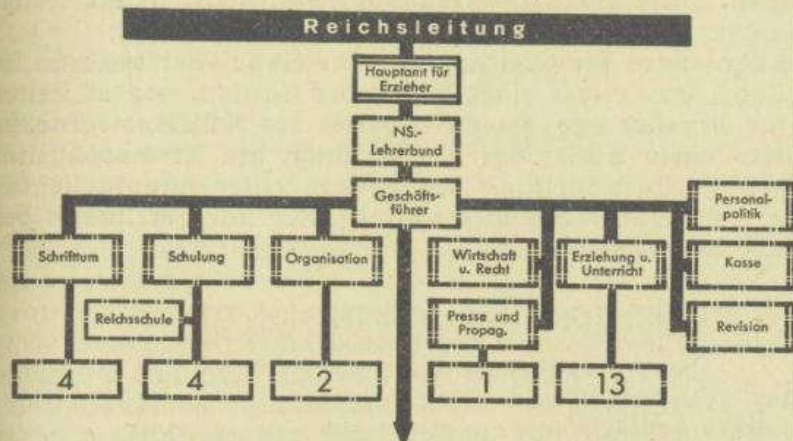 Reichsleitung
Hauptamt für
Erzieher
NS.-
Lehrerbund
Geschäfts-
führer
Personal-
politik
Schrifttum
Schulung
Organisation
Wirtschaft
u. Recht
Erziehung u.
Unterricht
Kasse
Reichsschule
Presse und
Propag.
Revision
4
4
2
1
13